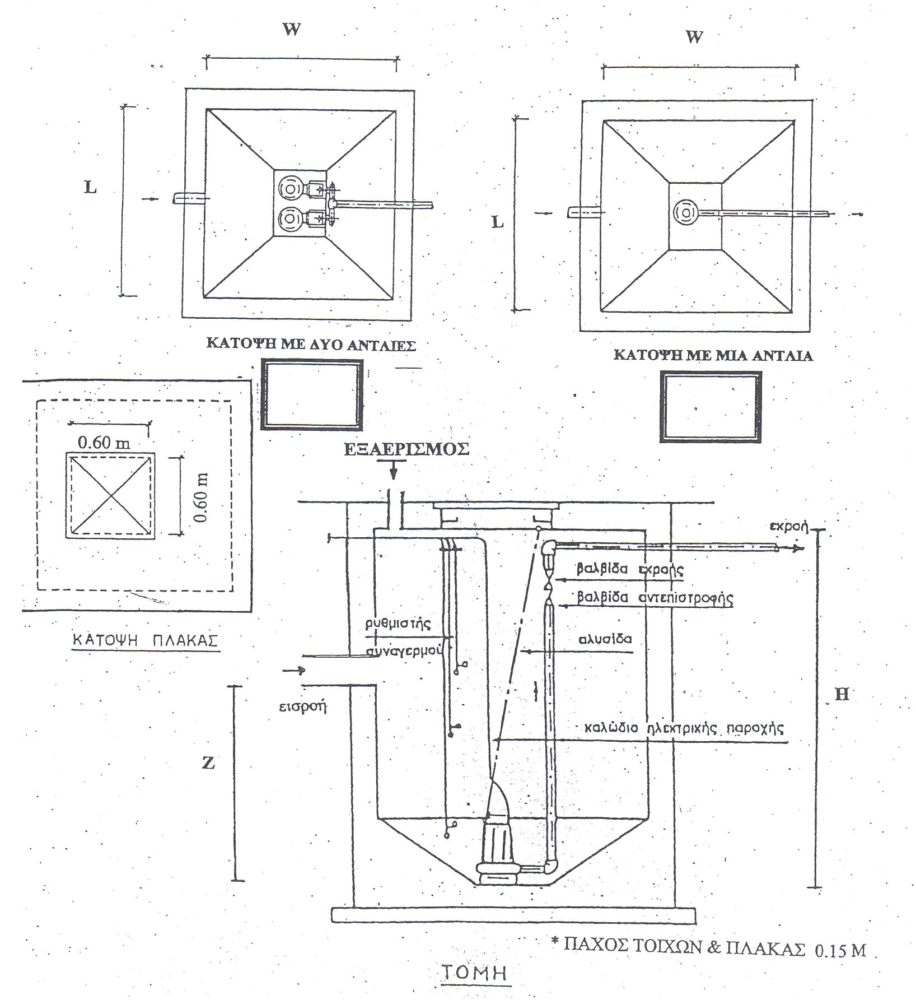 W
W
L
L
ΚΑΤΟΨΗ ΜΕ ΔΥΟ ΑΝΤΛΙΕΣ
ΚΑΤΟΨΗ ΜΕ ΜΙΑ ΑΝΤΛΙΑ
0.60 m
0.60 m
ΚΑΤΟΨΗ ΠΛΑΚΑΣ
ΕΞΑΕΡΙΣΜΟΣ
εκροή
βαλβίδα εκροής
βαλβίδα αντεπιστροφής
ρυθμιστής
συναγερμού
αλυσίδα
εισροή
H
καλώδιο ηλεκτρικής παροχής
Z
* ΠΑΧΟΣ ΤΟΙΧΩΝ & ΠΛΑΚΑΣ 0.15 M
ΤΟΜΗ